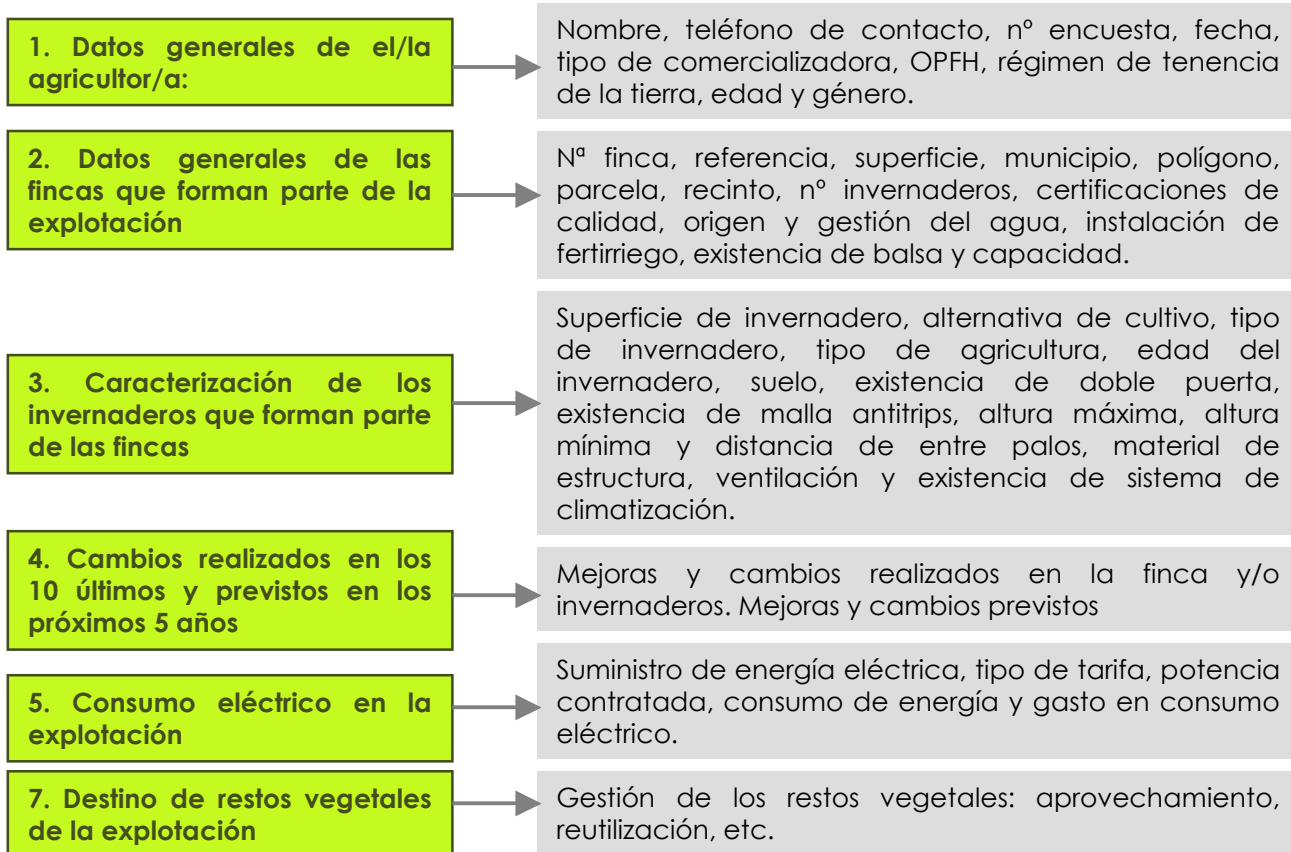 1. Datos generales de el/la
agricultor/a:
Nombre, teléfono de contacto, nº encuesta, fecha,
tipo de comercializadora, OPFH, régimen de tenencia
de la tierra, edad y género.
2. Datos generales de las
fincas que forman parte de la
explotación
Nª finca, referencia, superficie, municipio, polígono,
parcela, recinto, nº invernaderos, certificaciones de
calidad, origen y gestión del agua, instalación de
fertirriego, existencia de balsa y capacidad.
3. Caracterización de los
invernaderos que forman parte
de las fincas
Superficie de invernadero, alternativa de cultivo, tipo
de invernadero, tipo de agricultura, edad del
invernadero, suelo, existencia de doble puerta,
existencia de malla antitrips, altura máxima, altura
mínima y distancia de entre palos, material de
estructura, ventilación y existencia de sistema de
climatización.
4. Cambios realizados en los
10 últimos y previstos en los
próximos 5 años
Mejoras y cambios realizados en la finca y/o
invernaderos. Mejoras y cambios previstos
5. Consumo eléctrico en la
explotación
Suministro de energía eléctrica, tipo de tarifa, potencia
contratada, consumo de energía y gasto en consumo
eléctrico.
7. Destino de restos vegetales
de la explotación
Gestión de los restos vegetales: aprovechamiento,
reutilización, etc.